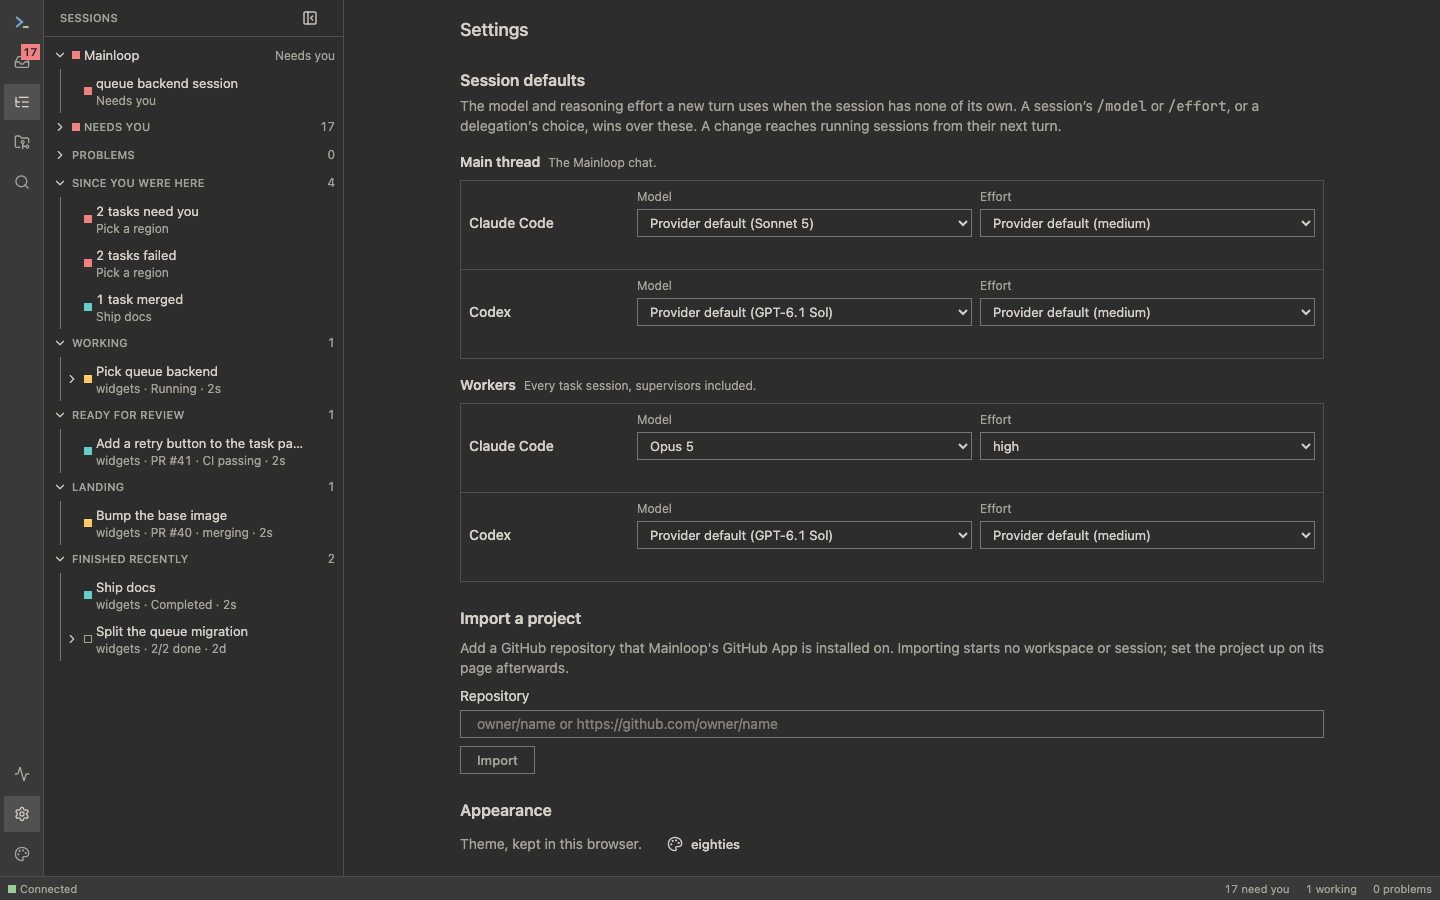 SESSIONS
17
Mainloop
Needs you
queue backend session
Needs you
NEEDS YOU
17
PROBLEMS
0
SINCE YOU WERE HERE
4
2 tasks need you
Pick a region
2 tasks failed
Pick a region
1 task merged
Ship docs
WORKING
1
Pick queue backend
widgets · Running · 2s
READY FOR REVIEW
1
Add a retry button to the task pa...
widgets · PR #41 · CI passing · 2s
LANDING
1
Bump the base image
widgets · PR #40 · merging · 2s
FINISHED RECENTLY
2
Ship docs
widgets · Completed · 2s
Split the queue migration
widgets · 2/2 done · 2d
Settings
Session defaults
The model and reasoning effort a new turn uses when the session has none of its own. A session's /model or /effort, or a
delegation's choice, wins over these. A change reaches running sessions from their next turn.
Main thread The Mainloop chat.
Model
Effort
Claude Code
Provider default (Sonnet 5)
Provider default (medium)
Model
Effort
Codex
Provider default (GPT-6.1 Sol)
Provider default (medium)
Workers Every task session, supervisors included.
Model
Effort
Claude Code
Opus 5
high
Model
Effort
Codex
Provider default (GPT-6.1 Sol)
Provider default (medium)
Import a project
Add a GitHub repository that Mainloop's GitHub App is installed on. Importing starts no workspace or session; set the project up on its
page afterwards.
Repository
owner/name or https://github.com/owner/name
Import
Appearance
Theme, kept in this browser.
eighties
Connected
17 need you
1 working
0 problems